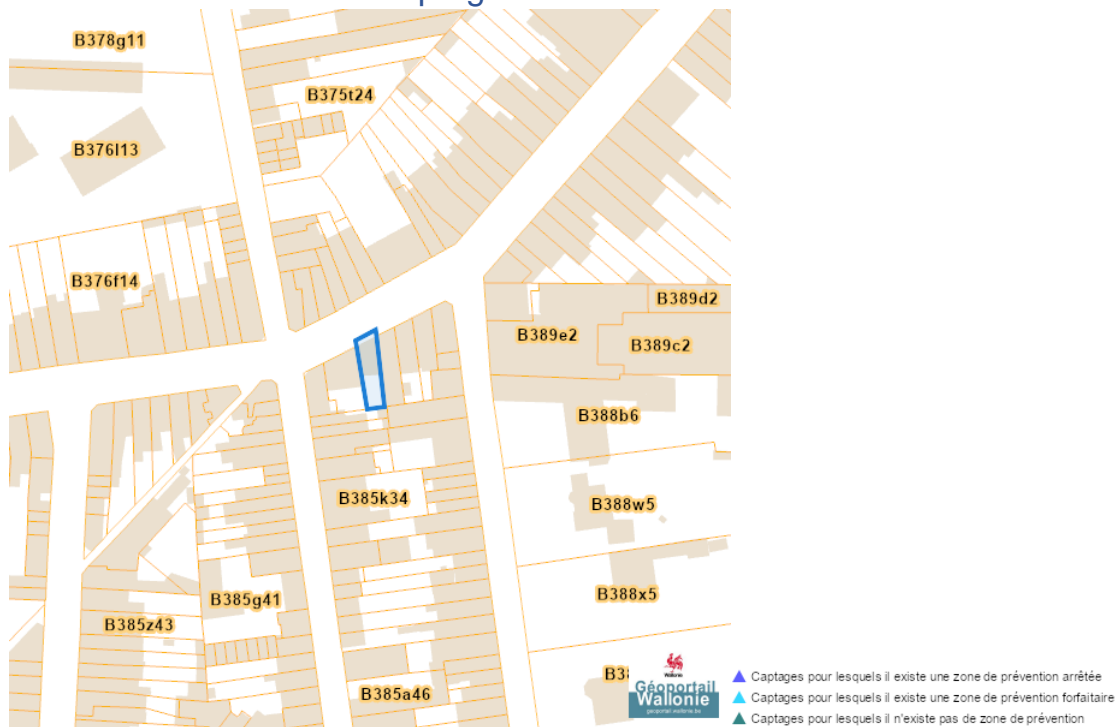 B378g11
B375t24
B376l13
B376f14
B389d2
B389e2
B389c2
B388b6
B385k34
B388w5
B388x5
B385g41
B385z43
B385a46
Wallonie
Géoportail
Wallonie
geoportail.wallonie.be
Captages pour lesquels il existe une zone de prévention arrêtée
Captages pour lesquels il existe une zone de prévention forfaitaire
Captages pour lesquels il n'existe pas de zone de prévention